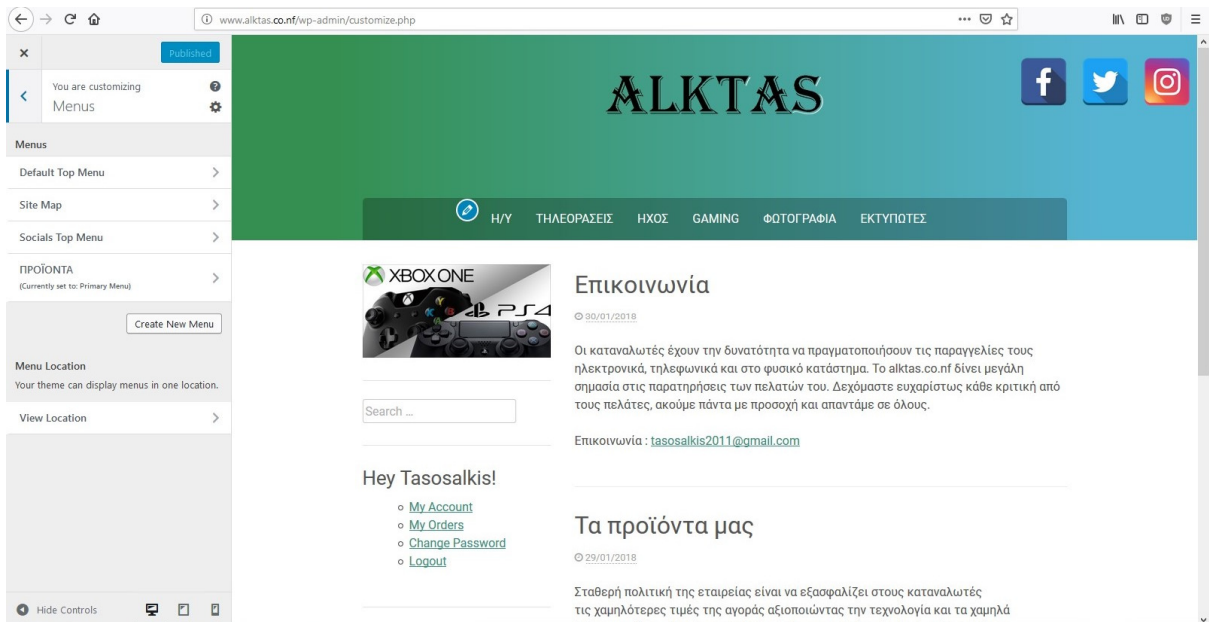 www.alktas.co.nf/wp-admin/customize.php
Published
You are customizing
Menus
Menus
Default Top Menu
Site Map
Socials Top Menu
ΠΡΟΪΟΝΤΑ
(Currently set to: Primary Menu)
Create New Menu
Menu Location
Your theme can display menus in one location.
View Location
Hide Controls
ALKTAS
Η/Υ ΤΗΛΕΟΡΑΣΕΙΣ ΗΧΟΣ GAMING ΦΩΤΟΓΡΑΦΙΑ ΕΚΤΥΠΩΤΕΣ
XBOX ONE
PS4
Search ...
Hey Tasosalkis!
My Account
My Orders
Change Password
Logout
Επικοινωνία
30/01/2018
Οι καταναλωτές έχουν την δυνατότητα να πραγματοποιήσουν τις παραγγελίες τους
ηλεκτρονικά, τηλεφωνικά και στο φυσικό κατάστημα. Το alktas.co.nf δίνει μεγάλη
σημασία στις παρατηρήσεις των πελατών του. Δεχόμαστε ευχαρίστως κάθε κριτική από
τους πελάτες, ακούμε πάντα με προσοχή και απαντάμε σε όλους.
Επικοινωνία : tasosalkis2011@gmail.com
Τα προϊόντα μας
29/01/2018
Σταθερή πολιτική της εταιρείας είναι να εξασφαλίζει στους καταναλωτές
τις χαμηλότερες τιμές της αγοράς αξιοποιώντας την τεχνολογία και τα χαμηλά